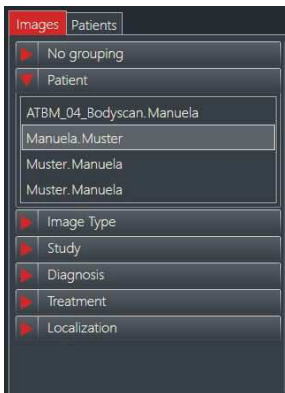 Images Patients
No grouping
Patient
ATBM_04_Bodyscan.Manuela
Manuela.Muster
Muster.Manuela
Muster.Manuela
Image Type
Study
Diagnosis
Treatment
Localization